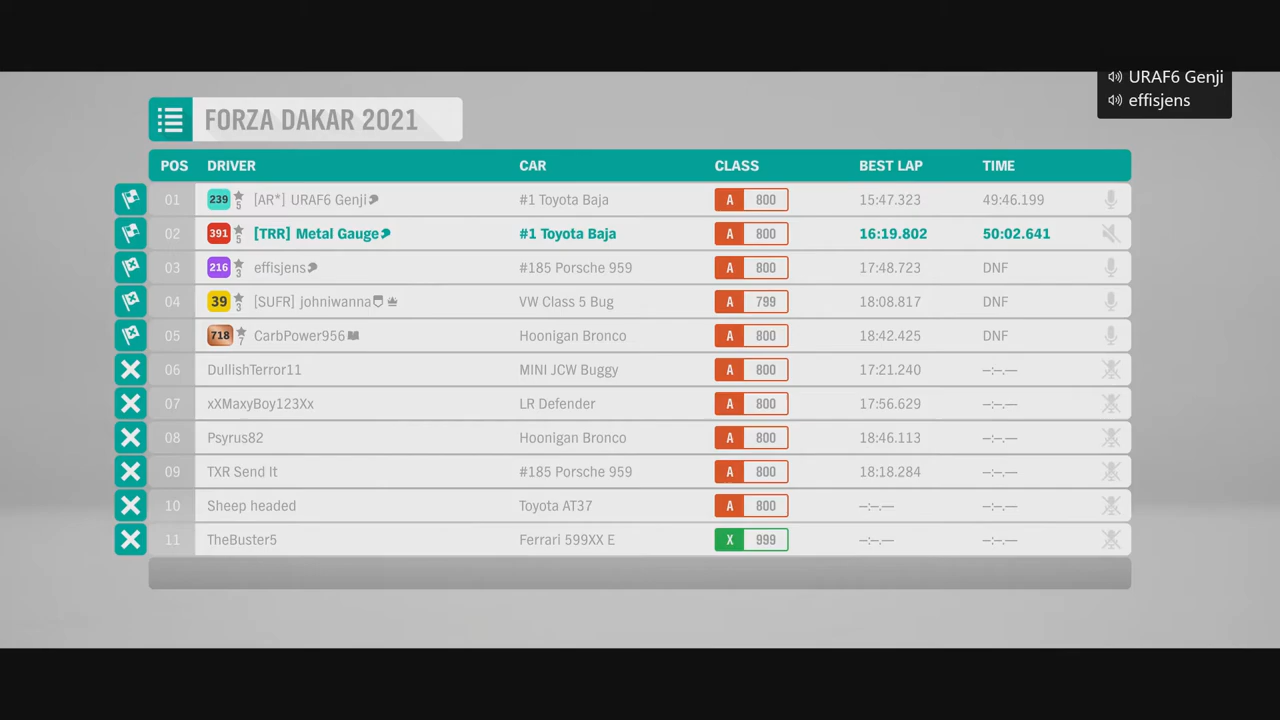 URAF6 Genji
effisjens
FORZA DAKAR 2021
POS DRIVER CAR CLASS BEST LAP TIME
01 239 5 [AR*] URAF6 Genji #1 Toyota Baja A 800 15:47.323 49:46.199
02 391 5 [TRR] Metal Gauge #1 Toyota Baja A 800 16:19.802 50:02.641
03 216 3 effisjens #185 Porsche 959 A 800 17:48.723 DNF
04 39 3 [SUFR] johniwanna VW Class 5 Bug A 799 18:08.817 DNF
05 718 7 CarbPower956 Hoonigan Bronco A 800 18:42.425 DNF
06 DullishTerror11 MINI JCW Buggy A 800 17:21.240 --:--.---
07 xXMaxyBoy123Xx LR Defender A 800 17:56.629 --:--.---
08 Psyrus82 Hoonigan Bronco A 800 18:46.113 --:--.---
09 TXR Send It #185 Porsche 959 A 800 18:18.284 --:--.---
10 Sheep headed Toyota AT37 A 800 --:--.--- --:--.---
11 TheBuster5 Ferrari 599XX E X 999 --:--.--- --:--.---